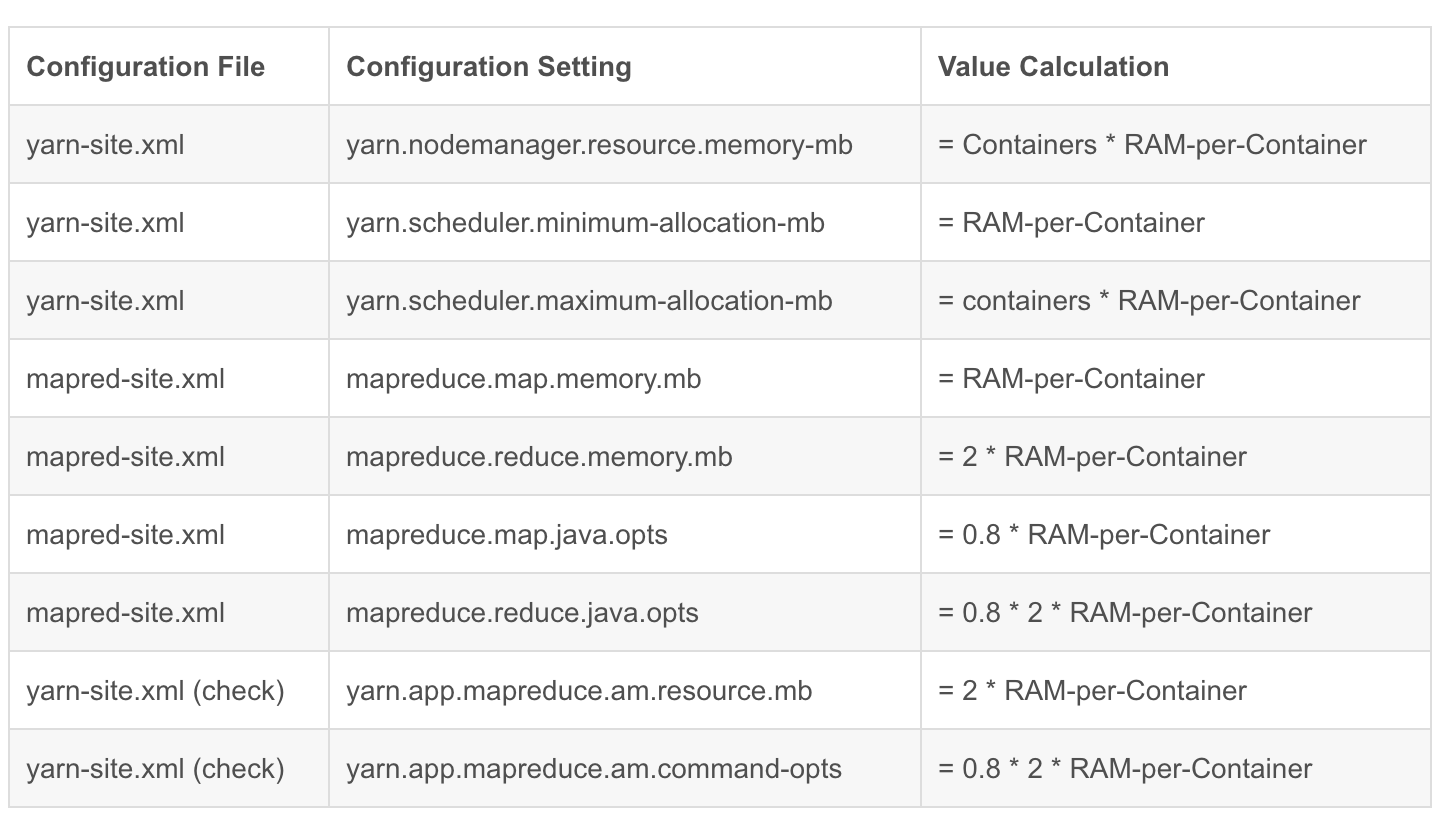 Configuration File Configuration Setting Value Calculation
yarn-site.xml yarn.nodemanager.resource.memory-mb = Containers * RAM-per-Container
yarn-site.xml yarn.scheduler.minimum-allocation-mb = RAM-per-Container
yarn-site.xml yarn.scheduler.maximum-allocation-mb = containers * RAM-per-Container
mapred-site.xml mapreduce.map.memory.mb = RAM-per-Container
mapred-site.xml mapreduce.reduce.memory.mb = 2 * RAM-per-Container
mapred-site.xml mapreduce.map.java.opts = 0.8 * RAM-per-Container
mapred-site.xml mapreduce.reduce.java.opts = 0.8 * 2 * RAM-per-Container
yarn-site.xml (check) yarn.app.mapreduce.am.resource.mb = 2 * RAM-per-Container
yarn-site.xml (check) yarn.app.mapreduce.am.command-opts = 0.8 * 2 * RAM-per-Container